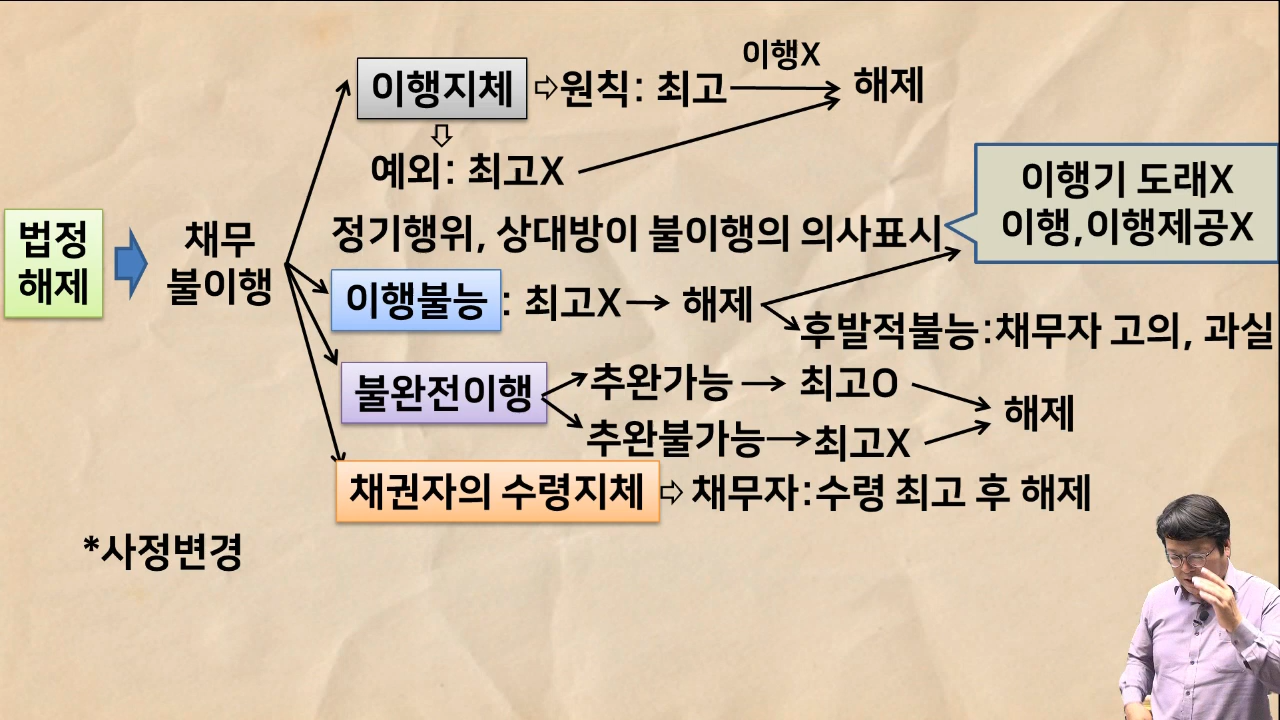 이행X
이행지체 ⇨원칙: 최고 → 해제
예외: 최고X
정기행위, 상대방이 불이행의 의사표시
이행기 도래X
이행,이행제공X
법정
해제
채무
불이행
이행불능 : 최고X → 해제
후발적불능:채무자 고의, 과실
불완전이행
추완가능 → 최고O
추완불가능→최고X
해제
채권자의 수령지체 ⇨ 채무자:수령 최고 후 해제
*사정변경